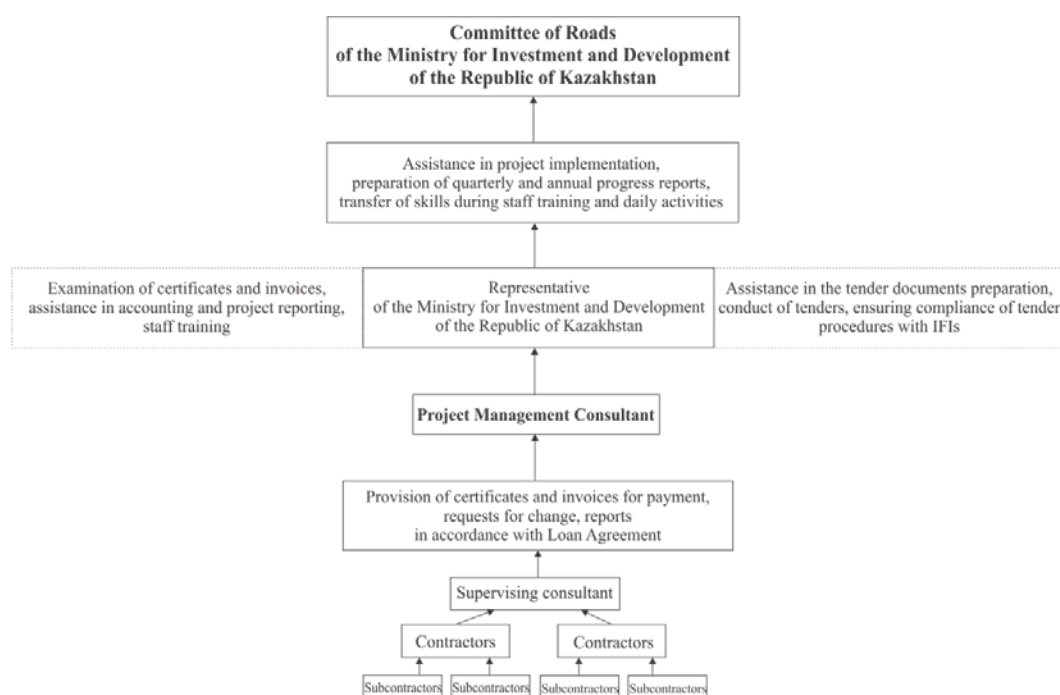 Committee of Roads
of the Ministry for Investment and Development
of the Republic of Kazakhstan
Assistance in project implementation,
preparation of quarterly and annual progress reports,
transfer of skills during staff training and daily activities
Examination of certificates and invoices,
assistance in accounting and project reporting,
staff training
Representative
of the Ministry for Investment and Development
of the Republic of Kazakhstan
Assistance in the tender documents preparation,
conduct of tenders, ensuring compliance of tender
procedures with IFIs
Project Management Consultant
Provision of certificates and invoices for payment,
requests for change, reports
in accordance with Loan Agreement
Supervising consultant
Contractors
Contractors
Subcontractors
Subcontractors
Subcontractors
Subcontractors